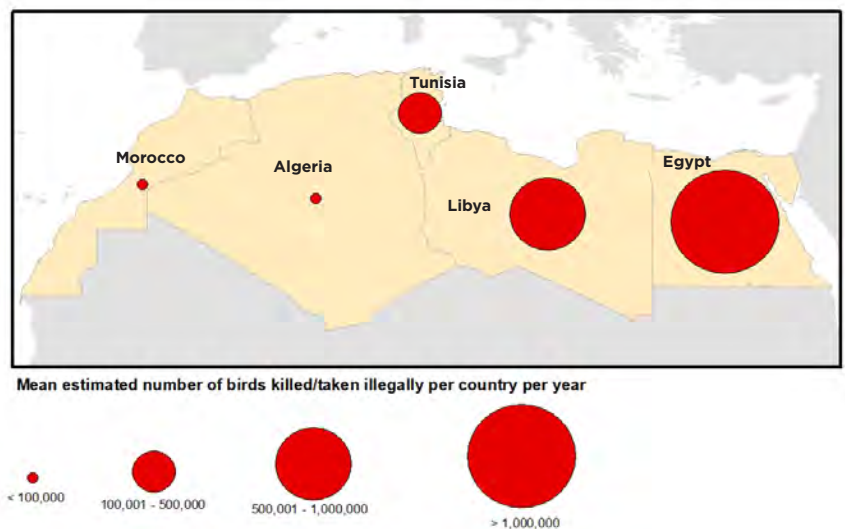 Tunisia
Morocco
Algeria
Egypt
Libya
Mean estimated number of birds killed/taken illegally per country per year
< 100,000
100,001 - 500,000
500,001 - 1,000,000
> 1,000,000